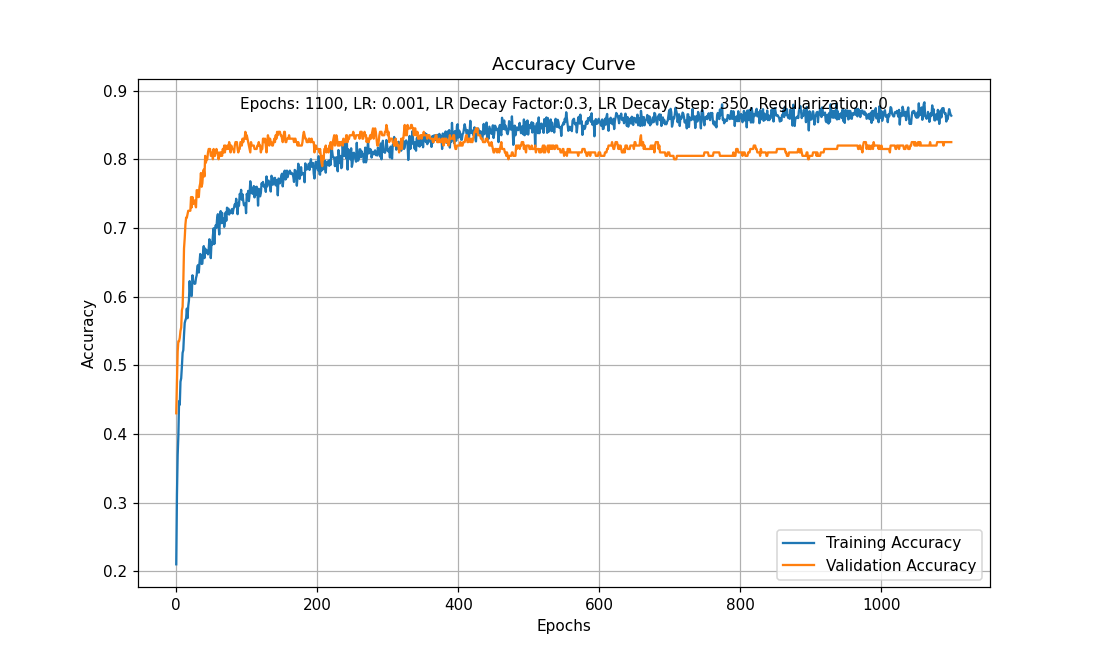 Accuracy Curve
Epochs: 1100, LR: 0.001, LR Decay Factor:0.3, LR Decay Step: 350, Regularization: 0
0.9
0.8
0.7
0.6
0.5
0.4
0.3
0.2
Accuracy
Training Accuracy
Validation Accuracy
0 200 400 600 800 1000
Epochs